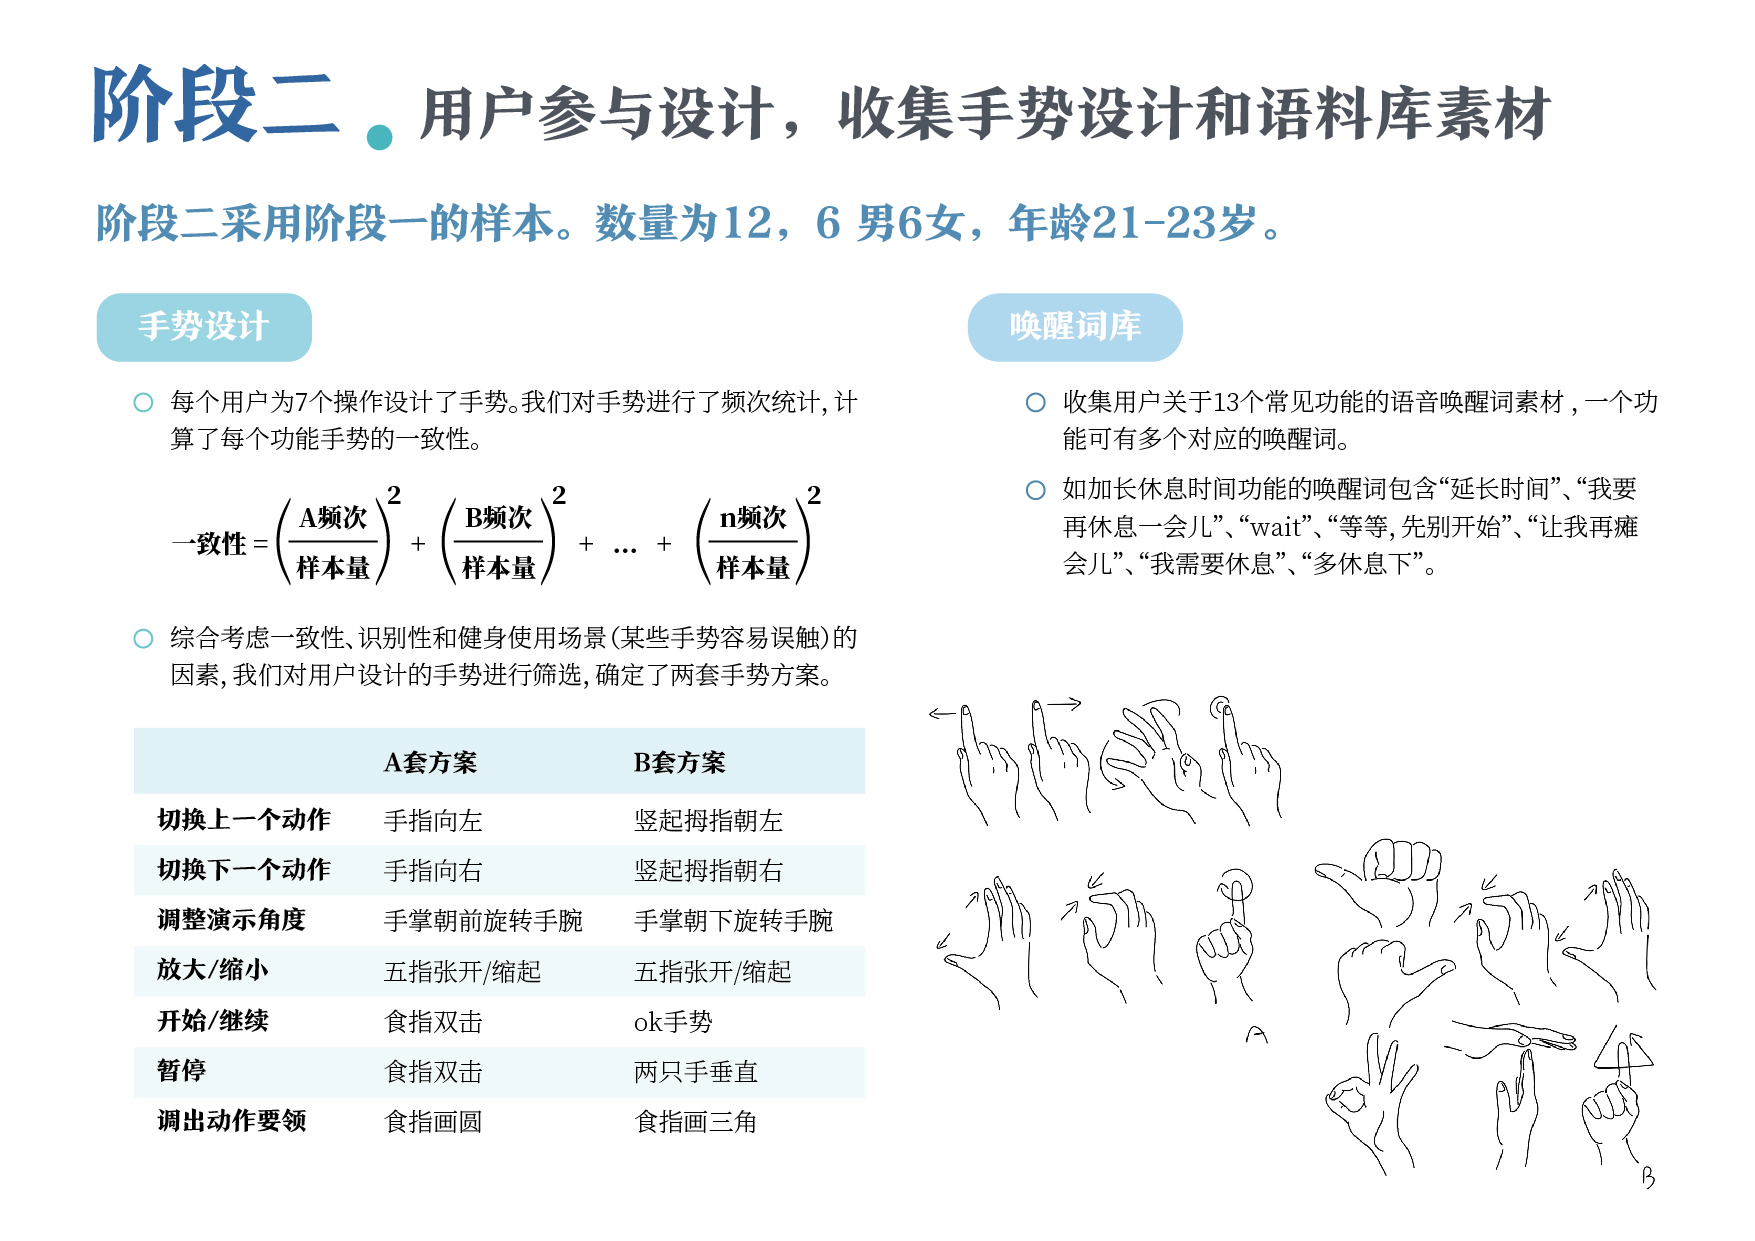 阶段二.用户参与设计，收集手势设计和语料库素材
阶段二采用阶段一的样本。数量为12，6 男6女，年龄21-23岁。
手势设计
每个用户为7个操作设计了手势。我们对手势进行了频次统计，计
算了每个功能手势的一致性。
一致性 = (A频次/样本量)² + (B频次/样本量)² + ... + (n频次/样本量)²
综合考虑一致性、识别性和健身使用场景（某些手势容易误触）的
因素，我们对用户设计的手势进行筛选，确定了两套手势方案。
A套方案 B套方案
切换上一个动作 手指向左 竖起拇指朝左
切换下一个动作 手指向右 竖起拇指朝右
调整演示角度 手掌朝前旋转手腕 手掌朝下旋转手腕
放大/缩小 五指张开/缩起 五指张开/缩起
开始/继续 食指双击 ok手势
暂停 食指双击 两只手垂直
调出动作要领 食指画圆 食指画三角
唤醒词库
收集用户关于13个常见功能的语音唤醒词素材，一个功
能可有多个对应的唤醒词。
如加长休息时间功能的唤醒词包含“延长时间”、“我要
再休息一会儿”、“wait”、“等等，先别开始”、“让我再瘫
会儿”、“我需要休息”、“多休息下”。
A
B